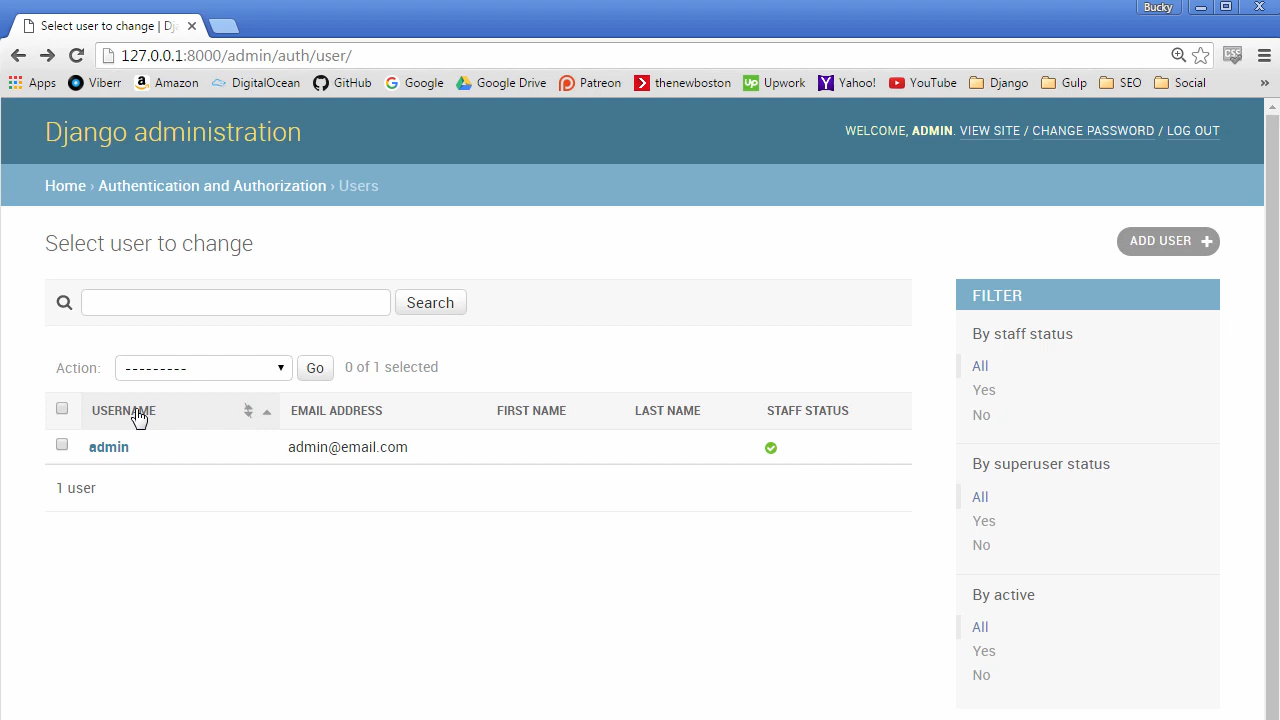 Bucky
Select user to change | Dj
127.0.0.1:8000/admin/auth/user/
Apps Viberr Amazon DigitalOcean GitHub Google Google Drive Patreon thenewboston Upwork Yahoo! YouTube Django Gulp SEO Social »
Django administration
WELCOME, ADMIN. VIEW SITE / CHANGE PASSWORD / LOG OUT
Home › Authentication and Authorization › Users
Select user to change
ADD USER +
Search
FILTER
By staff status
All
Yes
No
By superuser status
All
Yes
No
By active
All
Yes
No
Action: --------- Go 0 of 1 selected
USERNAME EMAIL ADDRESS FIRST NAME LAST NAME STAFF STATUS
admin admin@email.com
1 user